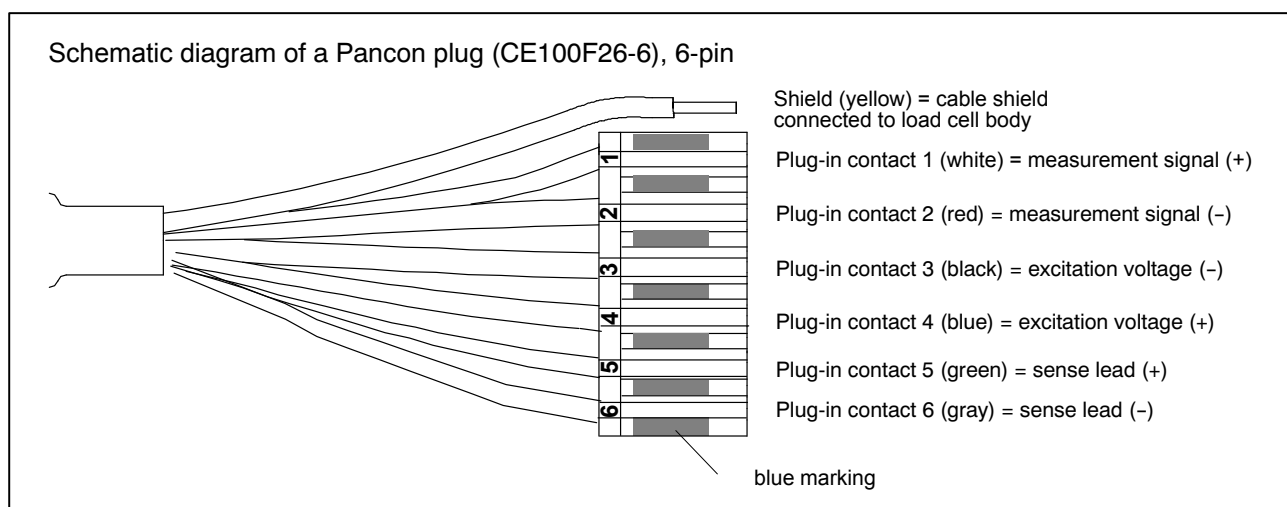 Schematic diagram of a Pancon plug (CE100F26-6), 6-pin
Shield (yellow) = cable shield
connected to load cell body
1
Plug-in contact 1 (white) = measurement signal (+)
2
Plug-in contact 2 (red) = measurement signal (–)
3
Plug-in contact 3 (black) = excitation voltage (–)
4
Plug-in contact 4 (blue) = excitation voltage (+)
5
Plug-in contact 5 (green) = sense lead (+)
6
Plug-in contact 6 (gray) = sense lead (–)
blue marking